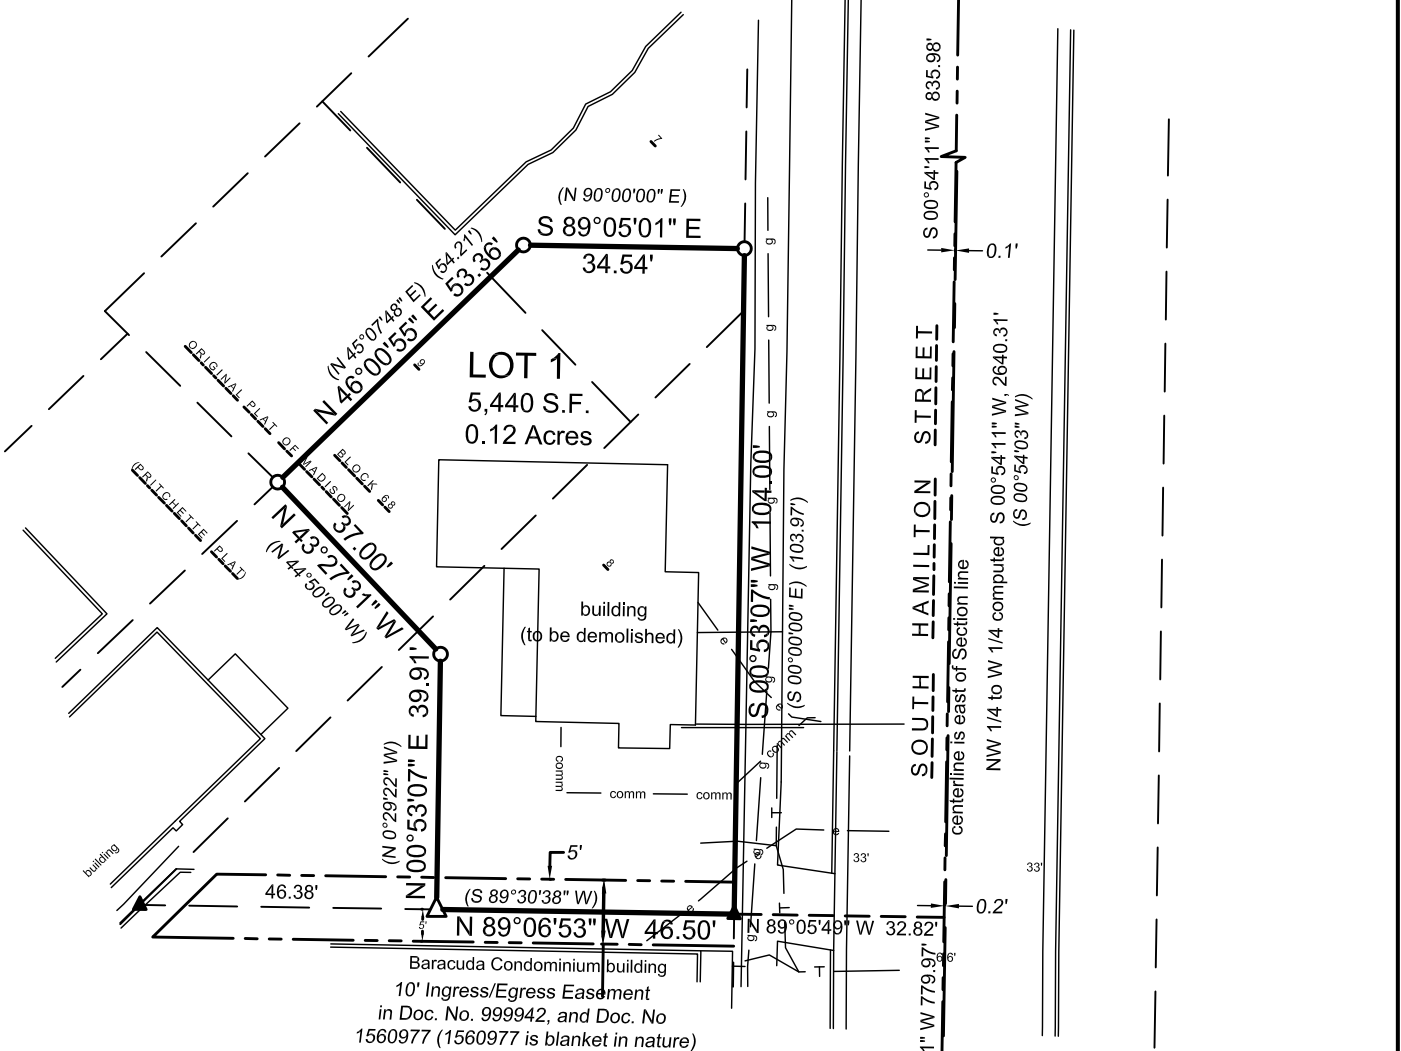 S 00°54'11" W 835.98'
7
(N 90°00'00" E)
S 89°05'01" E
34.54'
0.1'
(54.21')
53.36'
(N 45°07'48" E)
N 46°00'55" E
ORIGINAL PLAT OF MADISON
(PRITCHETTE PLAT)
BLOCK 68
9
LOT 1
5,440 S.F.
0.12 Acres
g
g
g
g
g
g
g
g
g
N 43°27'31" W
37.00'
(N 44°50'00" W)
8
building
(to be demolished)
S 00°53'07" W 104.00'
(S 00°00'00" E) (103.97')
SOUTH HAMILTON STREET
centerline is east of Section line
NW 1/4 to W 1/4 computed S 00°54'11" W, 2640.31'
(S 00°54'03" W)
N 00°53'07" E 39.91'
(N 0°29'22" W)
comm
comm
comm
comm
e
e
e
e
e
T
T
T
T
building
5'
46.38'
(S 89°30'38" W)
5'
N 89°06'53" W 46.50'
N 89°05'49" W 32.82'
33'
33'
0.2'
66'
1" W 779.97'
Baracuda Condominium building
10' Ingress/Egress Easement
in Doc. No. 999942, and Doc. No
1560977 (1560977 is blanket in nature)